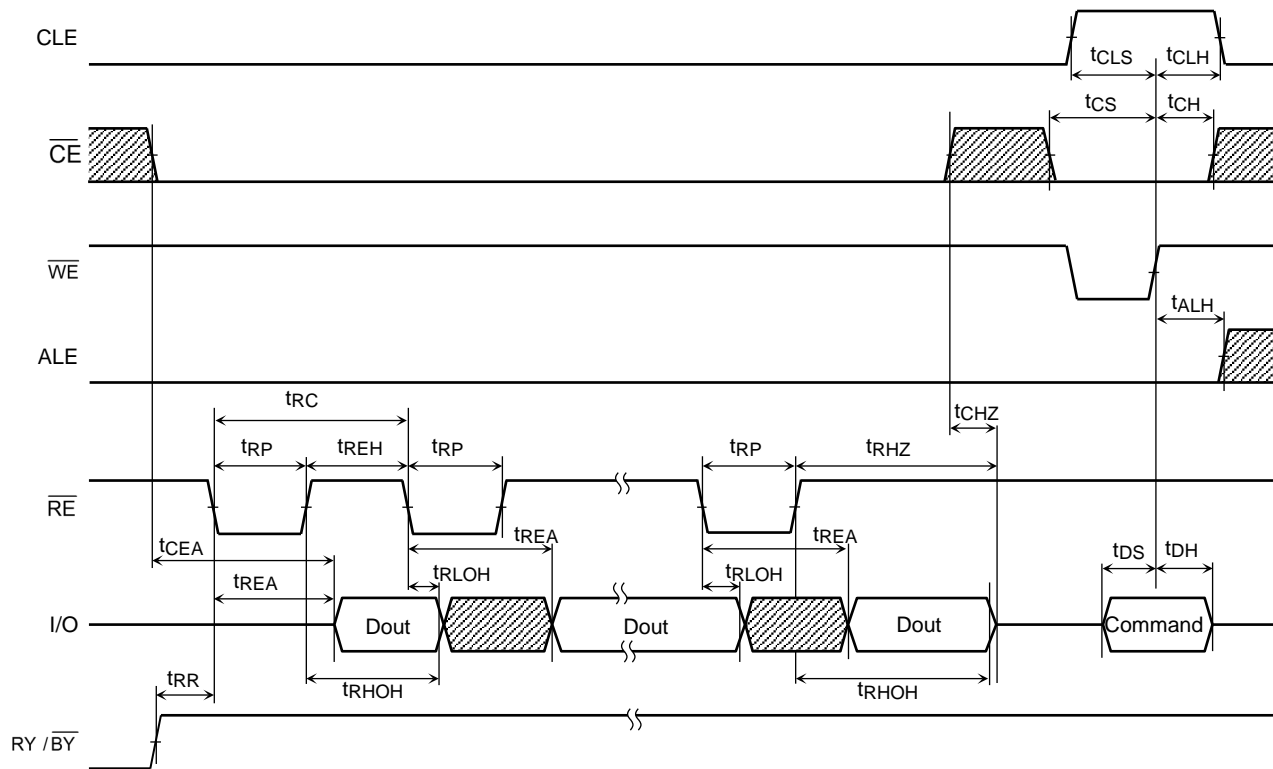 CLE
tCLS
tCLH
tCS
tCH
CE
WE
tALH
ALE
tRC
tCHZ
tRP
tREH
tRP
tRP
tRHZ
RE
tCEA
tREA
tREA
tDS
tDH
tREA
tRLOH
tRLOH
I/O
Dout
Dout
Dout
Command
tRR
tRHOH
tRHOH
RY / BY